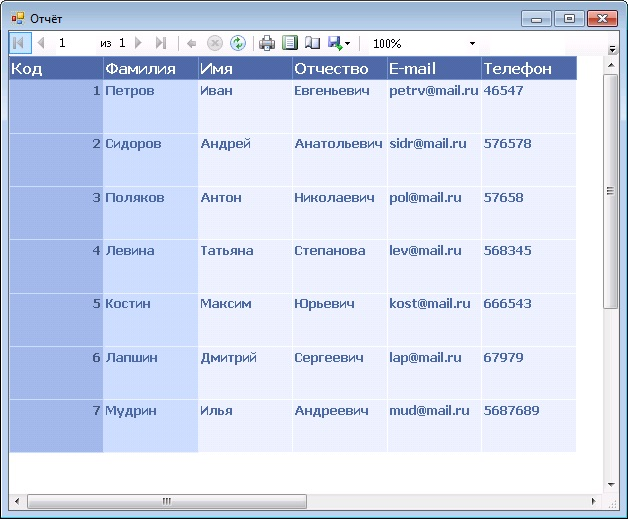 Отчёт
1 из 1 100%
Код Фамилия Имя Отчество E-mail Телефон
1 Петров Иван Евгеньевич petrv@mail.ru 46547
2 Сидоров Андрей Анатольевич sidr@mail.ru 576578
3 Поляков Антон Николаевич pol@mail.ru 57658
4 Левина Татьяна Степанова lev@mail.ru 568345
5 Костин Максим Юрьевич kost@mail.ru 666543
6 Лапшин Дмитрий Сергеевич lap@mail.ru 67979
7 Мудрин Илья Андреевич mud@mail.ru 5687689